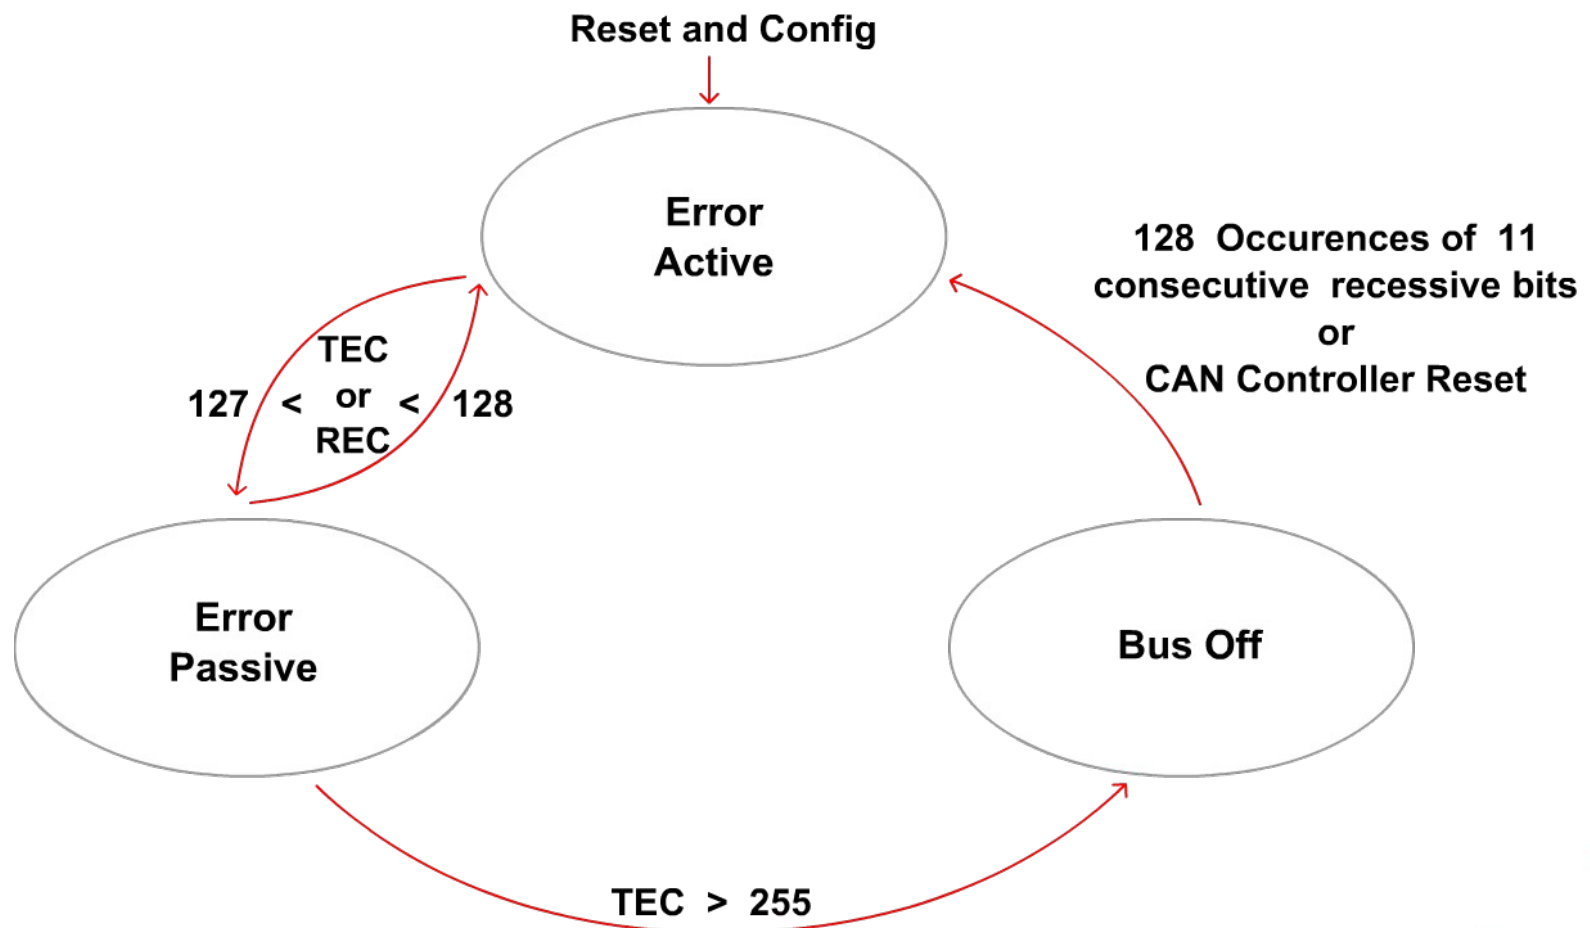 Reset and Config
Error
Active
128 Occurences of 11
consecutive recessive bits
or
CAN Controller Reset
TEC
127 < or < 128
REC
Error
Passive
Bus Off
TEC > 255